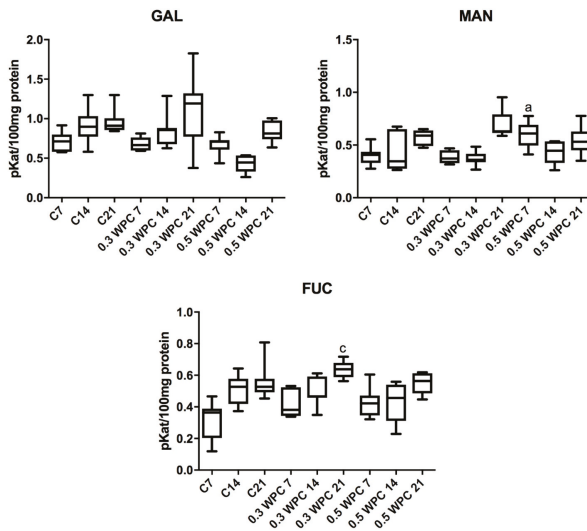 GAL
pKat/100mg protein
2.0
1.5
1.0
0.5
0.0
C7
C14
C21
0.3 WPC 7
0.3 WPC 14
0.3 WPC 21
0.5 WPC 7
0.5 WPC 14
0.5 WPC 21
MAN
pKat/100mg protein
1.5
1.0
0.5
0.0
a
C7
C14
C21
0.3 WPC 7
0.3 WPC 14
0.3 WPC 21
0.5 WPC 7
0.5 WPC 14
0.5 WPC 21
FUC
pKat/100mg protein
1.0
0.8
0.6
0.4
0.2
0.0
c
C7
C14
C21
0.3 WPC 7
0.3 WPC 14
0.3 WPC 21
0.5 WPC 7
0.5 WPC 14
0.5 WPC 21